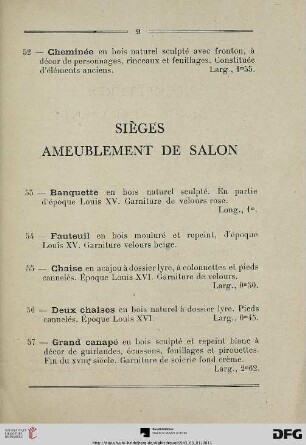 21
52 — Cheminée en bois naturel sculpté avec fronton, à
décor de personnages, rinceaux et feuillages. Constituée
d'éléments anciens. Larg., 1m55.
SIÈGES
AMEUBLEMENT DE SALON
53 — Banquette en bois naturel sculpté. En partie
d'époque Louis XV. Garniture de velours rose.
Long., 1m.
54 — Fauteuil en bois mouluré et repeint, d'époque
Louis XV. Garniture velours beige.
55 — Chaise en acajou à dossier lyre, à colonnettes et pieds
cannelés. Époque Louis XVI. Garniture de velours.
Larg., 0m50.
56 — Deux chaises en bois naturel à dossier lyre. Pieds
cannelés. Époque Louis XVI. Larg., 0m45.
57 — Grand canapé en bois sculpté et repeint blanc à
décor de guirlandes, écussons, feuillages et pirouettes.
Fin du XVIIIe siècle. Garniture de soierie fond crème.
Larg., 2m62.
DFG